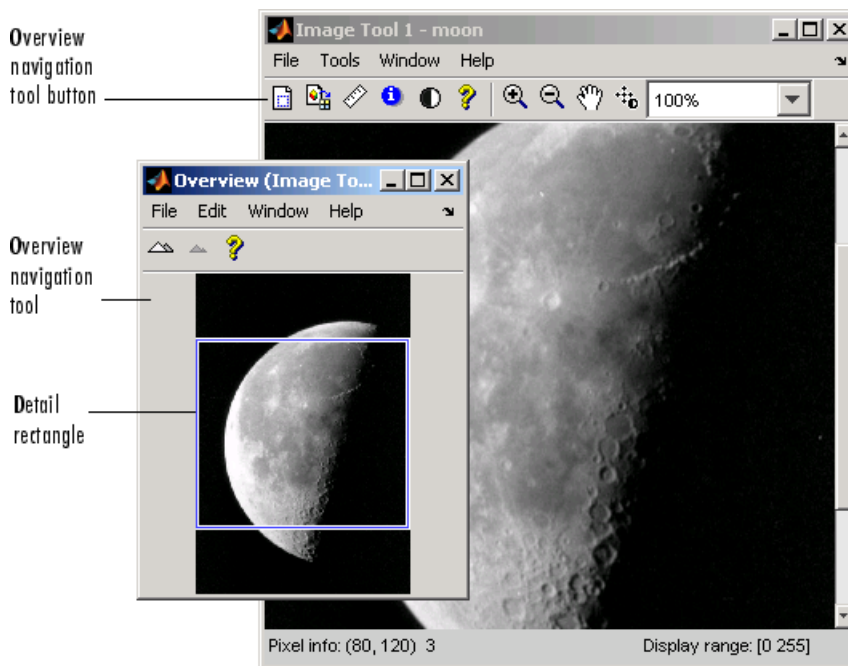 Overview
navigation
tool button
Image Tool 1 - moon
File Tools Window Help
100%
Overview (Image To...
File Edit Window Help
Overview
navigation
tool
Detail
rectangle
Pixel info: (80, 120) 3
Display range: [0 255]